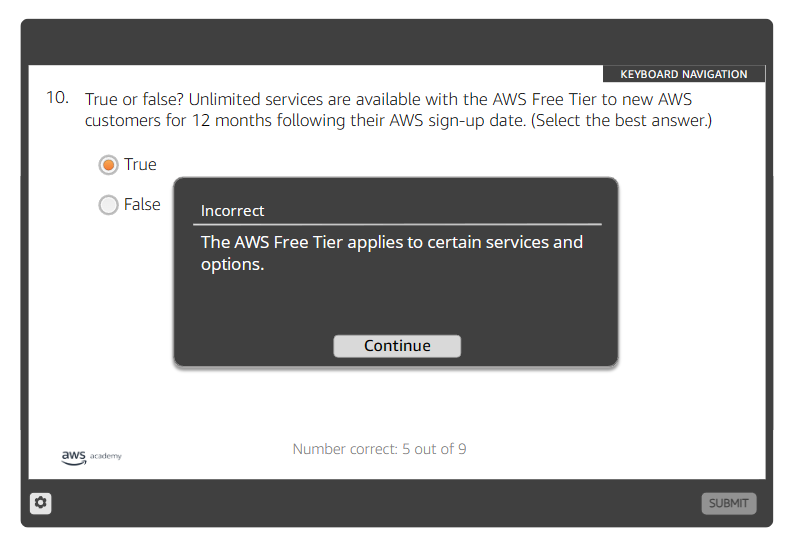 KEYBOARD NAVIGATION
10. True or false? Unlimited services are available with the AWS Free Tier to new AWS
customers for 12 months following their AWS sign-up date. (Select the best answer.)
True
False
Incorrect
The AWS Free Tier applies to certain services and
options.
Continue
Number correct: 5 out of 9
aws academy
SUBMIT